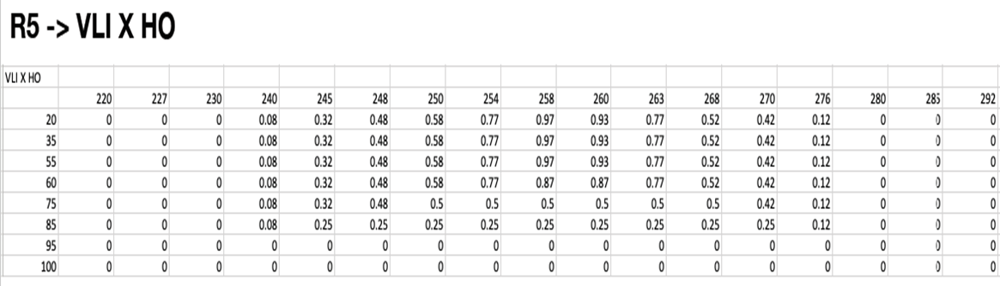 R5 -> VLI X HO
VLI X HO
220 227 230 240 245 248 250 254 258 260 263 268 270 276 280 285 292
20 0 0 0 0.08 0.32 0.48 0.58 0.77 0.97 0.93 0.77 0.52 0.42 0.12 0 0 0
35 0 0 0 0.08 0.32 0.48 0.58 0.77 0.97 0.93 0.77 0.52 0.42 0.12 0 0 0
55 0 0 0 0.08 0.32 0.48 0.58 0.77 0.97 0.93 0.77 0.52 0.42 0.12 0 0 0
60 0 0 0 0.08 0.32 0.48 0.58 0.77 0.87 0.87 0.77 0.52 0.42 0.12 0 0 0
75 0 0 0 0.08 0.32 0.48 0.5 0.5 0.5 0.5 0.5 0.5 0.42 0.12 0 0 0
85 0 0 0 0.08 0.25 0.25 0.25 0.25 0.25 0.25 0.25 0.25 0.25 0.12 0 0 0
95 0 0 0 0 0 0 0 0 0 0 0 0 0 0 0 0 0
100 0 0 0 0 0 0 0 0 0 0 0 0 0 0 0 0 0